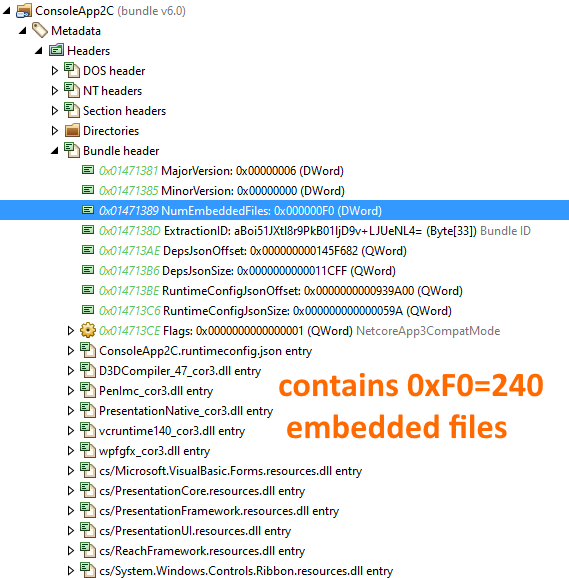 ConsoleApp2C (bundle v6.0)
Metadata
Headers
DOS header
NT headers
Section headers
Directories
Bundle header
0x01471381 MajorVersion: 0x00000006 (DWord)
0x01471385 MinorVersion: 0x00000000 (DWord)
0x01471389 NumEmbeddedFiles: 0x000000F0 (DWord)
0x0147138D ExtractionID: aBoi51JXtI8r9PkB01IjD9v+LJUeNL4= (Byte[33]) Bundle ID
0x014713AE DepsJsonOffset: 0x000000000145F682 (QWord)
0x014713B6 DepsJsonSize: 0x0000000000011CFF (QWord)
0x014713BE RuntimeConfigJsonOffset: 0x0000000000939A00 (QWord)
0x014713C6 RuntimeConfigJsonSize: 0x000000000000059A (QWord)
0x014713CE Flags: 0x0000000000000001 (QWord) NetcoreApp3CompatMode
ConsoleApp2C.runtimeconfig.json entry
D3DCompiler_47_cor3.dll entry
PenImc_cor3.dll entry
PresentationNative_cor3.dll entry
vcruntime140_cor3.dll entry
wpfgfx_cor3.dll entry
cs/Microsoft.VisualBasic.Forms.resources.dll entry
cs/PresentationCore.resources.dll entry
cs/PresentationFramework.resources.dll entry
cs/PresentationUI.resources.dll entry
cs/ReachFramework.resources.dll entry
cs/System.Windows.Controls.Ribbon.resources.dll entry
contains 0xF0=240
embedded files